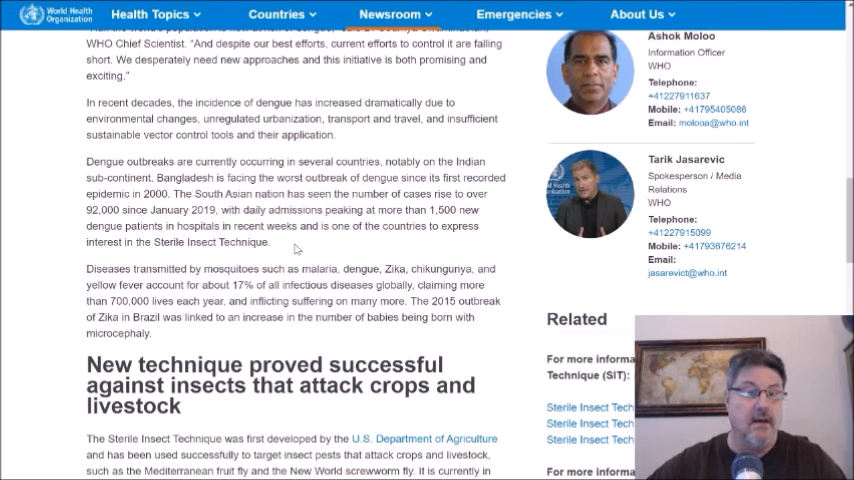 World Health
Organization
Health Topics
Countries
Newsroom
Emergencies
About Us
WHO Chief Scientist. "And despite our best efforts, current efforts to control it are falling
short. We desperately need new approaches and this initiative is both promising and
exciting."
In recent decades, the incidence of dengue has increased dramatically due to
environmental changes, unregulated urbanization, transport and travel, and insufficient
sustainable vector control tools and their application.
Dengue outbreaks are currently occurring in several countries, notably on the Indian
sub-continent. Bangladesh is facing the worst outbreak of dengue since its first recorded
epidemic in 2000. The South Asian nation has seen the number of cases rise to over
92,000 since January 2019, with daily admissions peaking at more than 1,500 new
dengue patients in hospitals in recent weeks and is one of the countries to express
interest in the Sterile Insect Technique.
Diseases transmitted by mosquitoes such as malaria, dengue, Zika, chikungunya, and
yellow fever account for about 17% of all infectious diseases globally, claiming more
than 700,000 lives each year, and inflicting suffering on many more. The 2015 outbreak
of Zika in Brazil was linked to an increase in the number of babies being born with
microcephaly.
New technique proved successful
against insects that attack crops and
livestock
The Sterile Insect Technique was first developed by the U.S. Department of Agriculture
and has been used successfully to target insect pests that attack crops and livestock,
such as the Mediterranean fruit fly and the New World screwworm fly. It is currently in
Ashok Moloo
Information Officer
WHO
Telephone:
+41227911637
Mobile: +41795405086
Email: molooa@who.int
Tarik Jasarevic
Spokesperson / Media
Relations
WHO
Telephone:
+41227915099
Mobile: +41793676214
Email:
jasarevict@who.int
Related
For more informa
Technique (SIT):
Sterile Insect Tech
Sterile Insect Tech
Sterile Insect Tech
For more informa